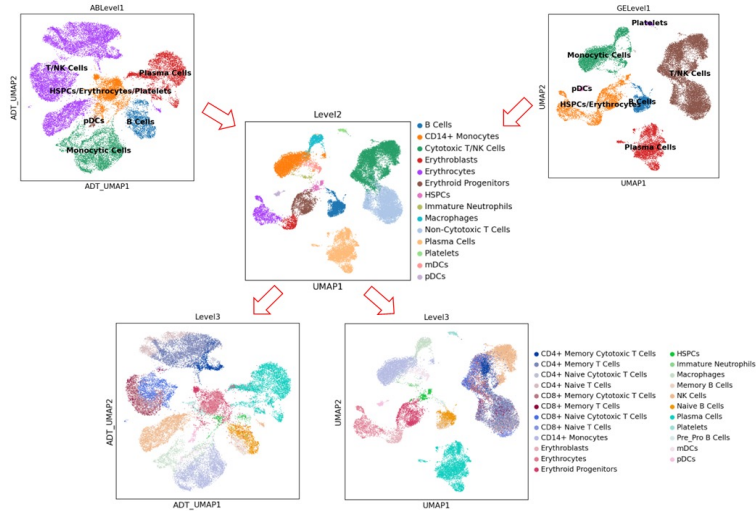 ABLevel1
T/NK Cells
Plasma Cells
HSPCs/Erythrocytes/Platelets
pDCs
B Cells
Monocytic Cells
ADT_UMAP2
ADT_UMAP1
GELevel1
Platelets
Monocytic Cells
T/NK Cells
pDCs
HSPCs/Erythrocytes
B Cells
Plasma Cells
UMAP2
UMAP1
Level2
UMAP1
B Cells
CD14+ Monocytes
Cytotoxic T/NK Cells
Erythroblasts
Erythrocytes
Erythroid Progenitors
HSPCs
Immature Neutrophils
Macrophages
Non-Cytotoxic T Cells
Plasma Cells
Platelets
mDCs
pDCs
Level3
ADT_UMAP2
ADT_UMAP1
Level3
UMAP2
UMAP1
CD4+ Memory Cytotoxic T Cells
CD4+ Memory T Cells
CD4+ Naive Cytotoxic T Cells
CD4+ Naive T Cells
CD8+ Memory Cytotoxic T Cells
CD8+ Memory T Cells
CD8+ Naive Cytotoxic T Cells
CD8+ Naive T Cells
CD14+ Monocytes
Erythroblasts
Erythrocytes
Erythroid Progenitors
HSPCs
Immature Neutrophils
Macrophages
Memory B Cells
NK Cells
Naive B Cells
Plasma Cells
Platelets
Pre_Pro B Cells
mDCs
pDCs